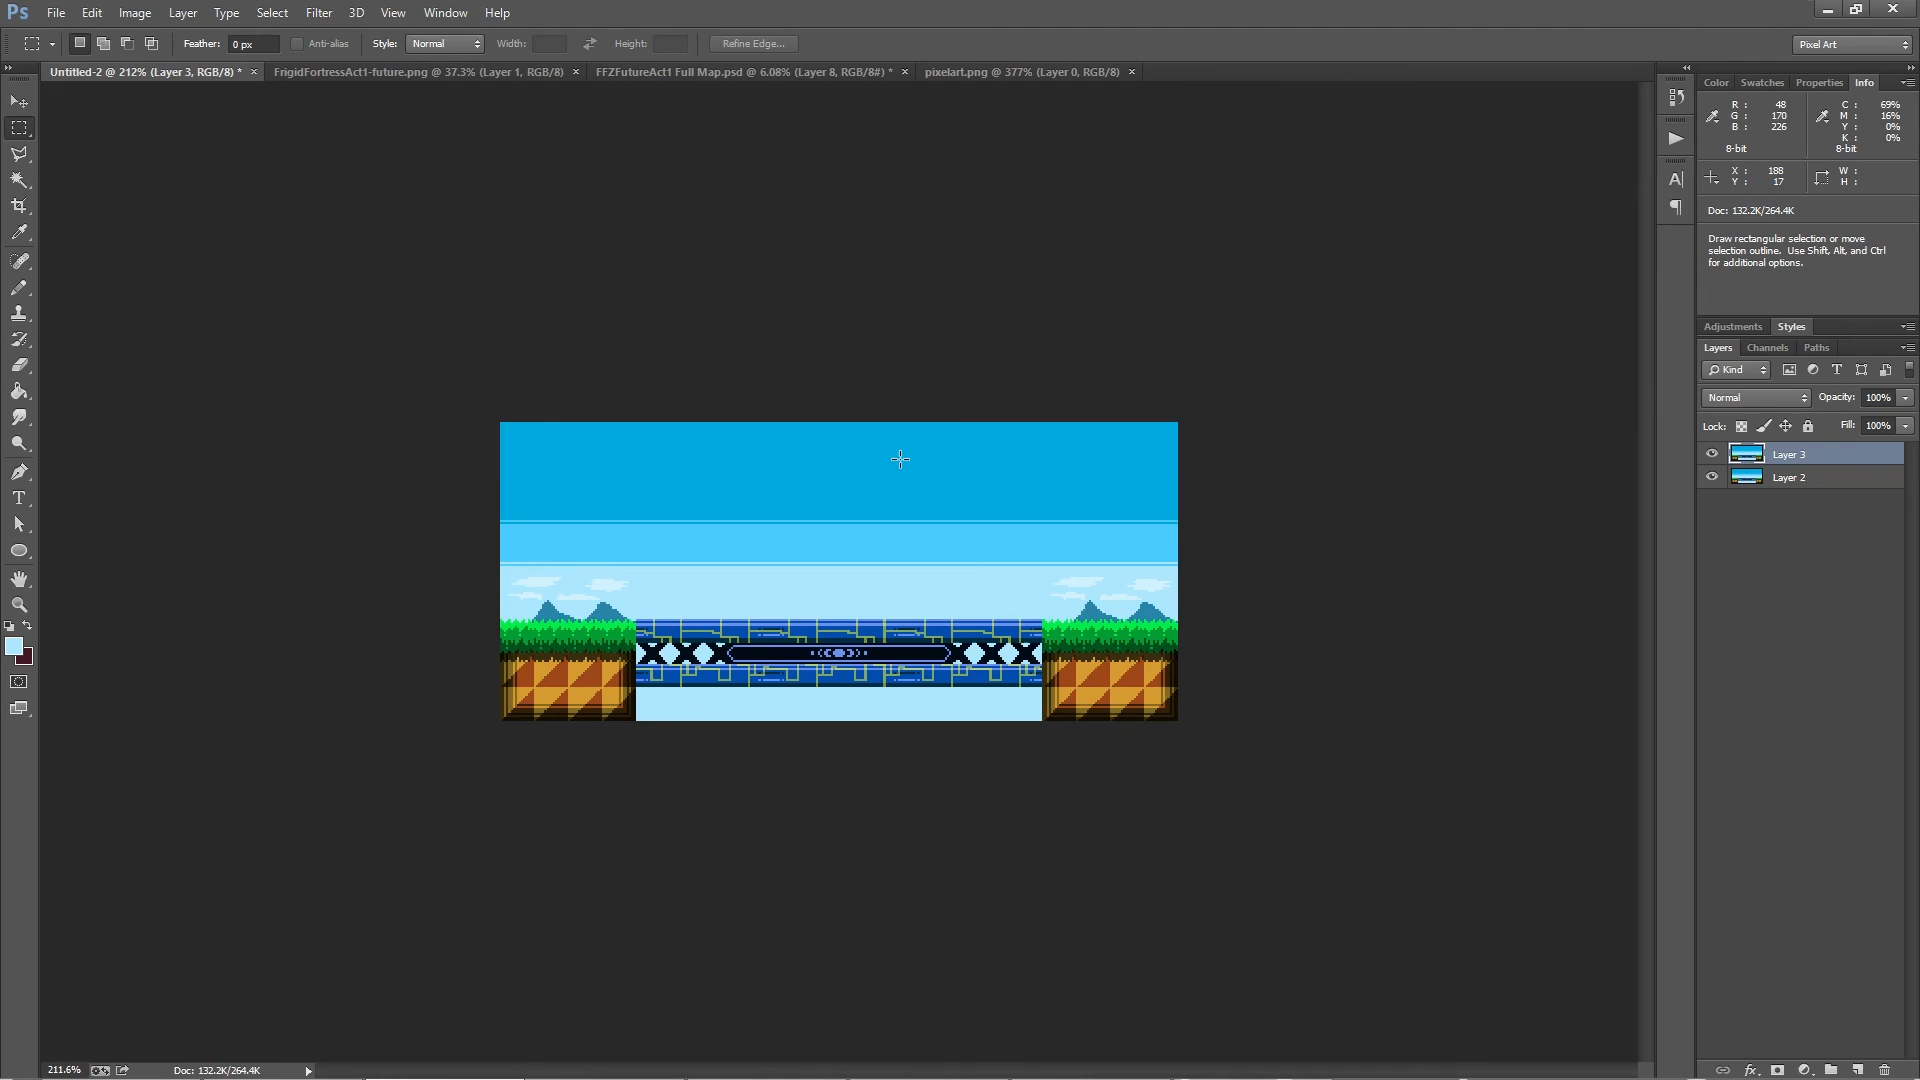 Ps File Edit Image Layer Type Select Filter 3D View Window Help
Feather: 0 px Anti-alias Style: Normal Width: Height: Refine Edge... Pixel Art
Untitled-2 @ 212% (Layer 3, RGB/8) * × FrigidFortressAct1-future.png @ 37.3% (Layer 1, RGB/8) × FFZFutureAct1 Full Map.psd @ 6.08% (Layer 8, RGB/8#) * × pixelart.png @ 377% (Layer 0, RGB/8) ×
Color Swatches Properties Info
R : 48 C : 69%
G : 170 M : 16%
B : 226 Y : 0%
K : 0%
8-bit 8-bit
X : 188 W :
Y : 17 H :
Doc: 132.2K/264.4K
Draw rectangular selection or move
selection outline. Use Shift, Alt, and Ctrl
for additional options.
Adjustments Styles
Layers Channels Paths
Kind
Normal Opacity: 100%
Lock: Fill: 100%
Layer 3
Layer 2
211.6% Doc: 132.2K/264.4K